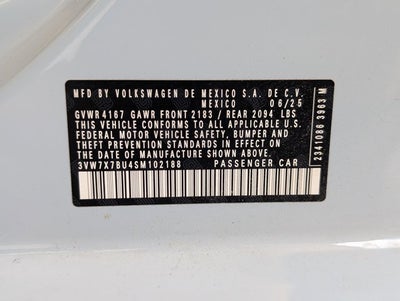 MFD BY VOLKSWAGEN DE MEXICO S.A. DE C.V.
MEXICO 06/25
GVWR 4167 GAWR FRONT 2183 / REAR 2094 LBS
THIS VEHICLE CONFORMS TO ALL APPLICABLE U.S.
FEDERAL MOTOR VEHICLE SAFETY, BUMPER AND
THEFT PREVENTION STANDARDS IN EFFECT ON
THE DATE OF MANUFACTURE SHOWN ABOVE
3VW7X7BU4SM102188 PASSENGER CAR
2341086 3963 M